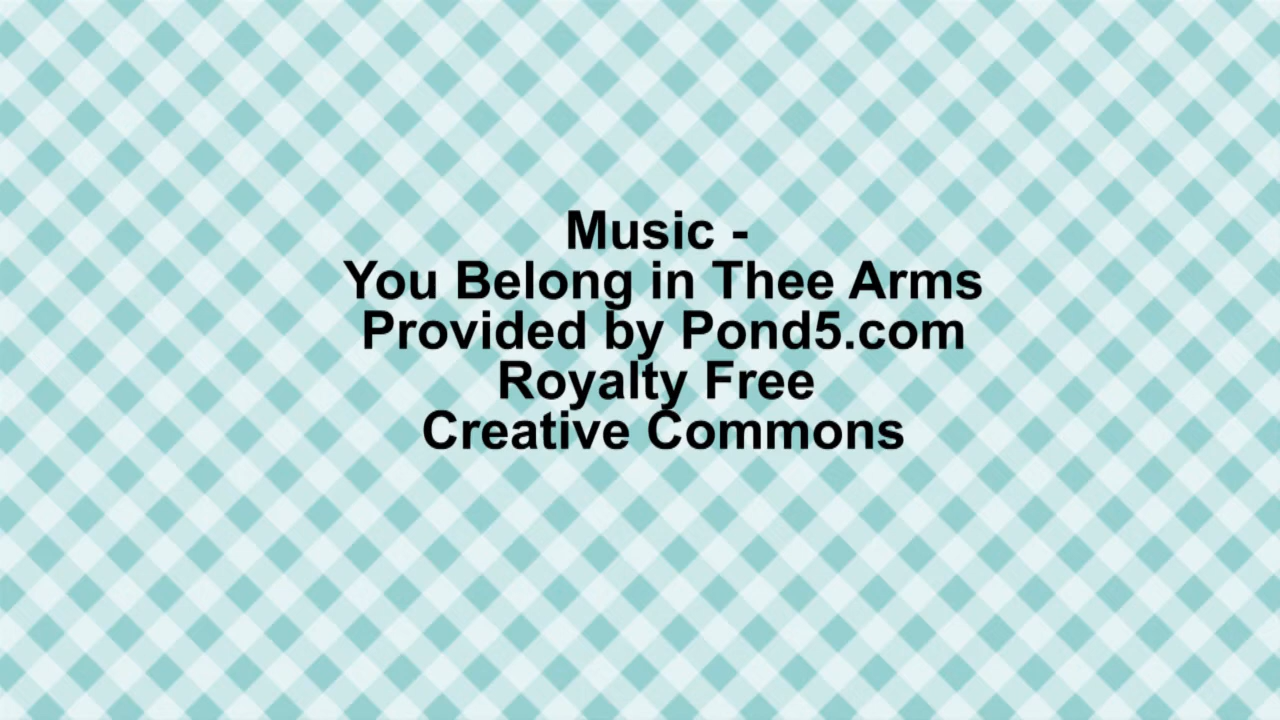 Music -
You Belong in Thee Arms
Provided by Pond5.com
Royalty Free
Creative Commons